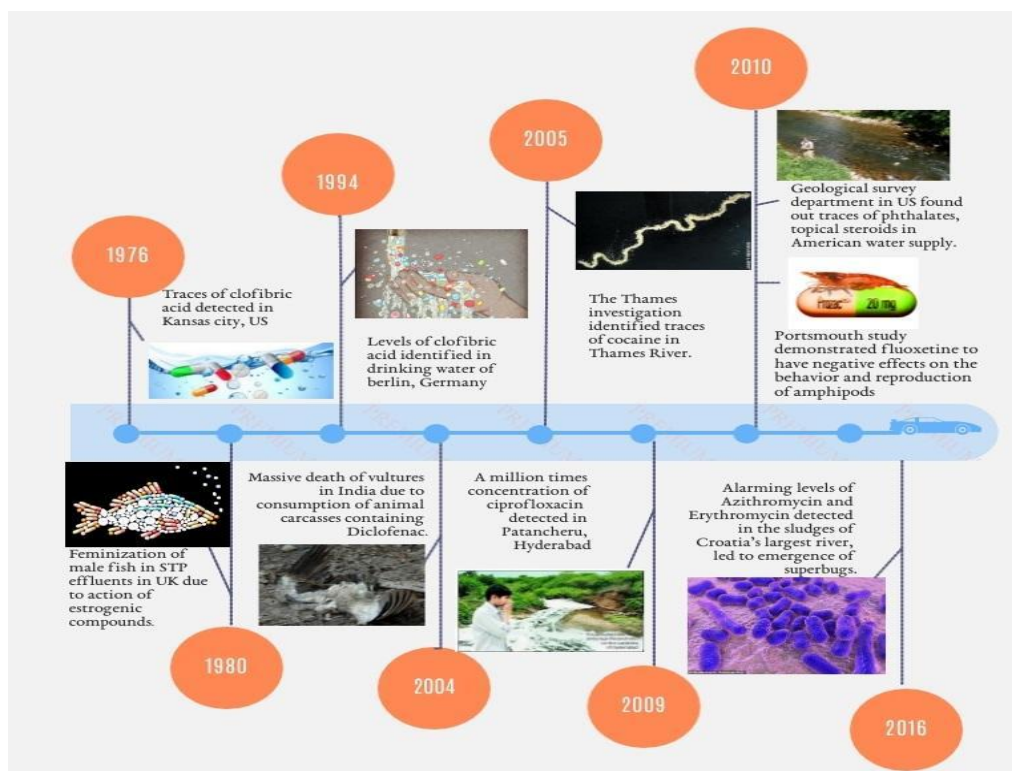 1976
Traces of clofibric
acid detected in
Kansas city, US
1980
Feminization of
male fish in STP
effluents in UK due
to action of
estrogenic
compounds.
1994
Levels of clofibric
acid identified in
drinking water of
berlin, Germany
2004
Massive death of vultures
in India due to
consumption of animal
carcasses containing
Diclofenac.
2005
The Thames
investigation
identified traces
of cocaine in
Thames River.
2009
A million times
concentration of
ciprofloxacin
detected in
Patancheru,
Hyderabad
2010
Geological survey
department in US found
out traces of phthalates,
topical steroids in
American water supply.
Prozac 20 mg
Portsmouth study
demonstrated fluoxetine to
have negative effects on the
behavior and reproduction
of amphipods
2016
Alarming levels of
Azithromycin and
Erythromycin detected
in the sludges of
Croatia's largest river,
led to emergence of
superbugs.
PREMIUM
PREMIUM
PREMIUM
PREMIUM
PREMIUM
PREMIUM